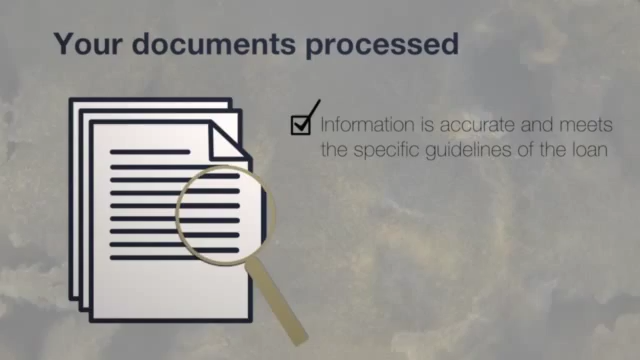 Your documents processed
Information is accurate and meets
the specific guidelines of the loan